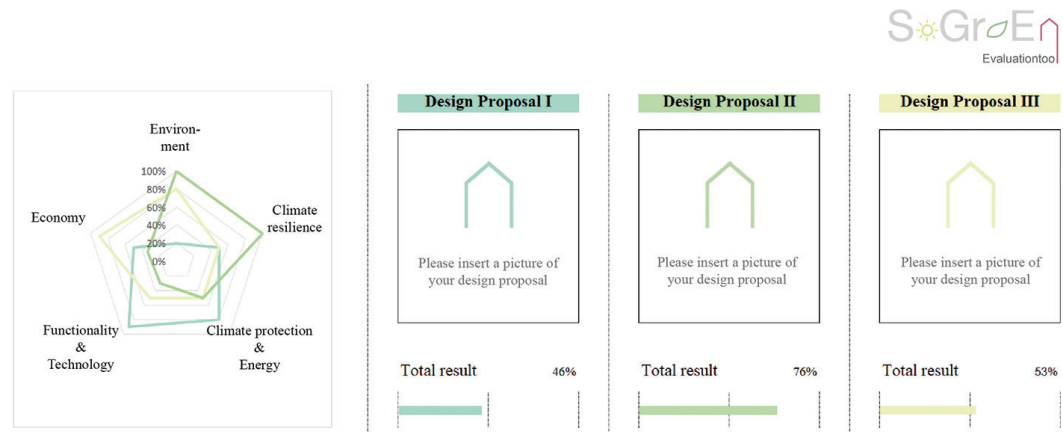 SoGrEn
Evaluationtool
Environ-
ment
100%
80%
60%
40%
20%
0%
Economy
Climate
resilience
Functionality
&
Technology
Climate protection
&
Energy
Design Proposal I
Please insert a picture of
your design proposal
Total result 46%
Design Proposal II
Please insert a picture of
your design proposal
Total result 76%
Design Proposal III
Please insert a picture of
your design proposal
Total result 53%